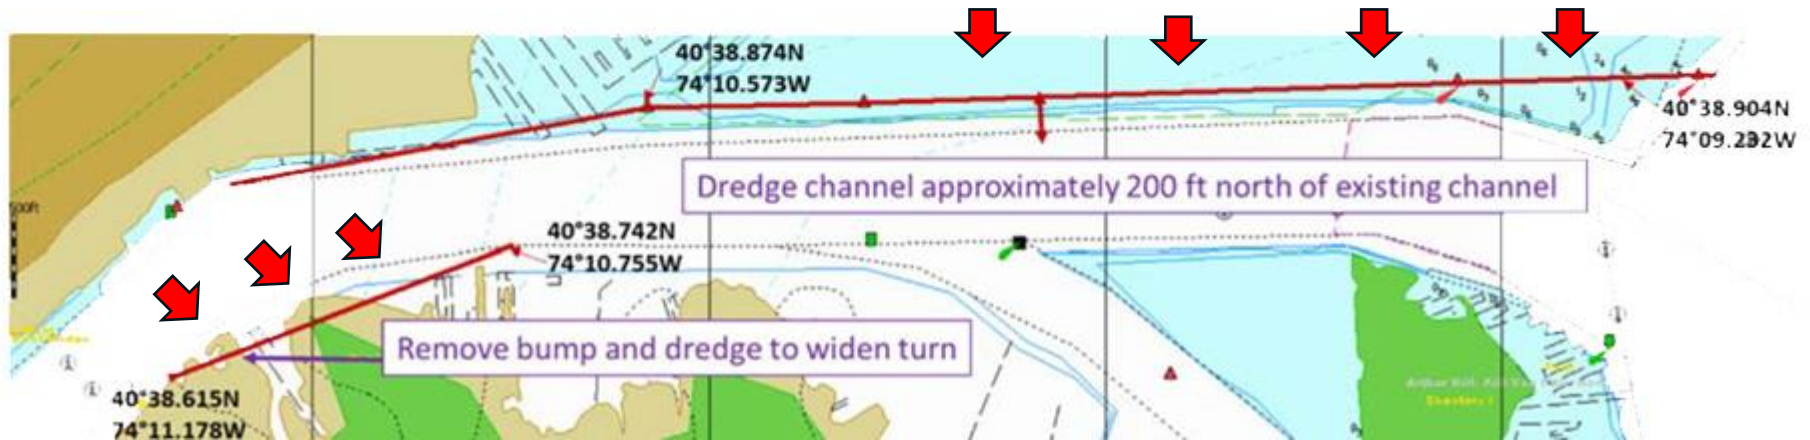 40°38.874N
74°10.573W
40°38.904N
74°09.232W
Dredge channel approximately 200 ft north of existing channel
40°38.742N
74°10.755W
Remove bump and dredge to widen turn
40°38.615N
74°11.178W